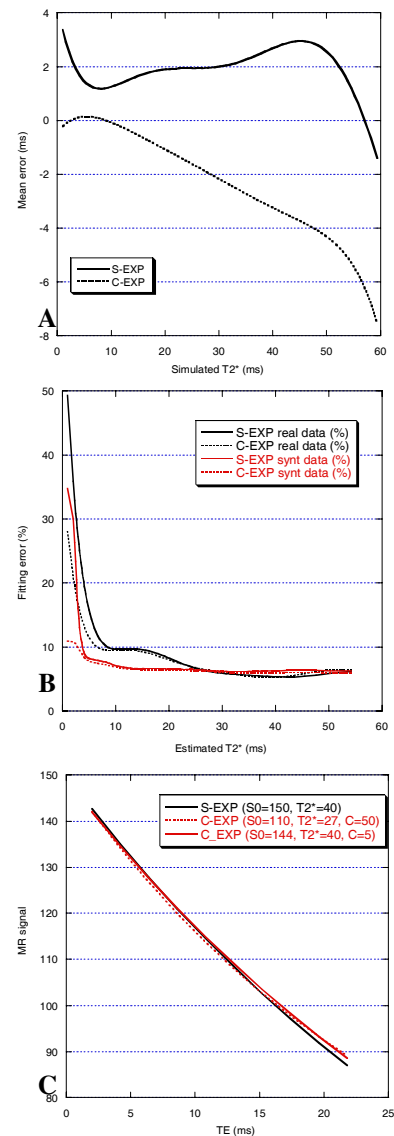 4
2
0
-2
-4
-6
-8
Mean error (ms)
S-EXP
C-EXP
A
0 10 20 30 40 50 60
Simulated T2* (ms)
50
40
30
20
10
0
Fitting error (%)
S-EXP real data (%)
C-EXP real data (%)
S-EXP synt data (%)
C-EXP synt data (%)
B
0 10 20 30 40 50 60
Estimated T2* (ms)
150
140
130
120
110
100
90
80
MR signal
S-EXP (S0=150, T2*=40)
C-EXP (S0=110, T2*=27, C=50)
C_EXP (S0=144, T2*=40, C=5)
C
0 5 10 15 20 25
TE (ms)